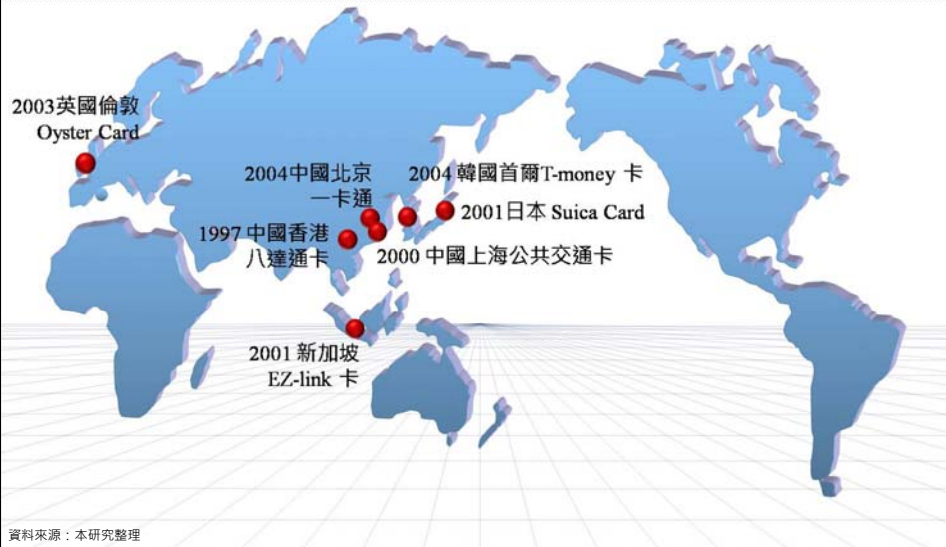 2003英國倫敦
Oyster Card
2004中國北京
一卡通
2004 韓國首爾T-money 卡
2001日本 Suica Card
1997 中國香港
八達通卡
2000 中國上海公共交通卡
2001 新加坡
EZ-link 卡
資料來源：本研究整理